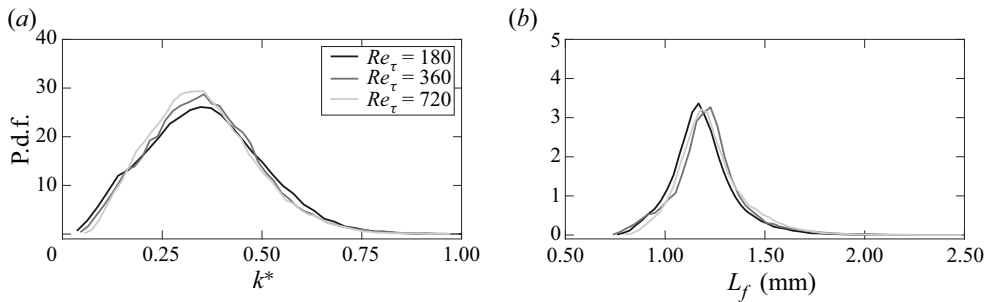 (a)
40
30
20
10
0
P.d.f.
0.25
0.50
0.75
1.00
k*
Re_τ = 180
Re_τ = 360
Re_τ = 720
(b)
5
4
3
2
1
0
0.50
1.00
1.50
2.00
2.50
L_f (mm)